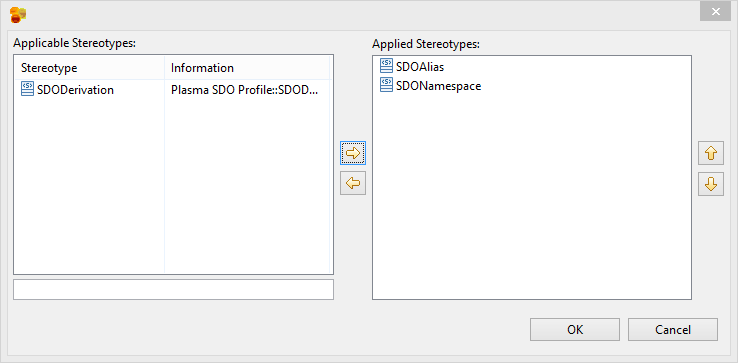 Applicable Stereotypes:
Stereotype Information
SDODerivation Plasma SDO Profile::SDOD...
Applied Stereotypes:
SDOAlias
SDONamespace
OK Cancel